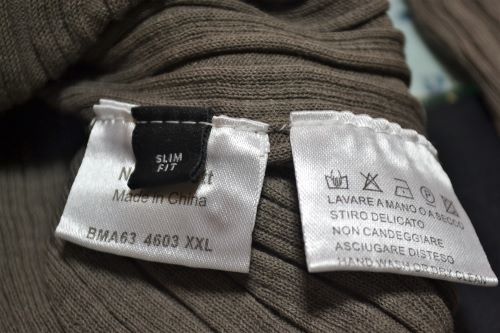 SLIM
FIT
Made in China
BMA63 4603 XXL
LAVARE A MANO O A SECCO
STIRO DELICATO
NON CANDEGGIARE
ASCIUGARE DISTESO
HAND WASH OR DRY CLEAN